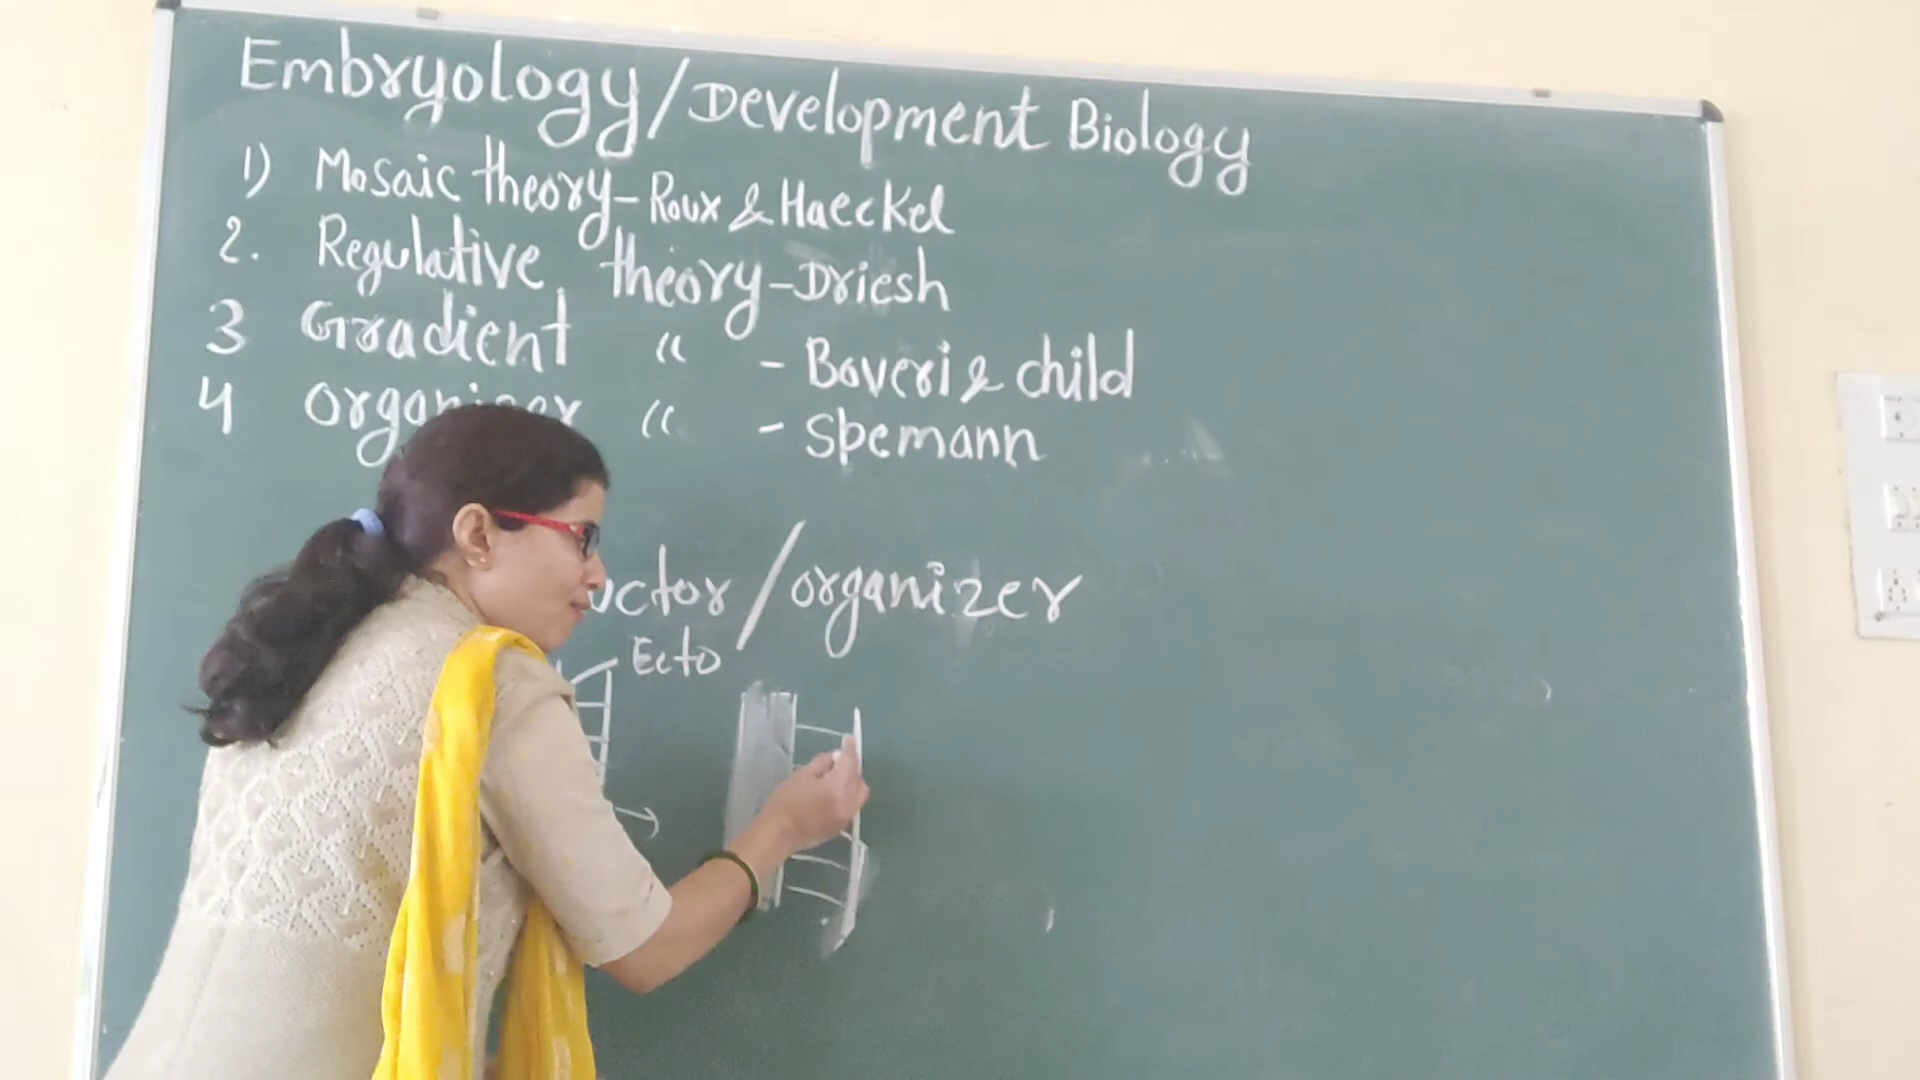 Embryology/Development Biology
1) Mosaic theory-Roux & Haeckel
2. Regulative theory-Driesh
3 Gradient " - Boveri & child
4 organizer " - Spemann
/organizer
Ecto